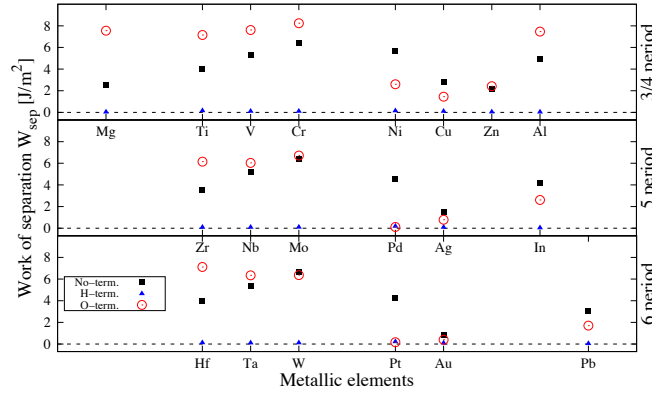 Work of separation W_sep [J/m²]
8
6
4
2
0
3/4 period
Mg Ti V Cr Ni Cu Zn Al
8
6
4
2
0
5 period
Zr Nb Mo Pd Ag In
8
6
4
2
0
6 period
No-term.
H-term.
O-term.
Hf Ta W Pt Au Pb
Metallic elements